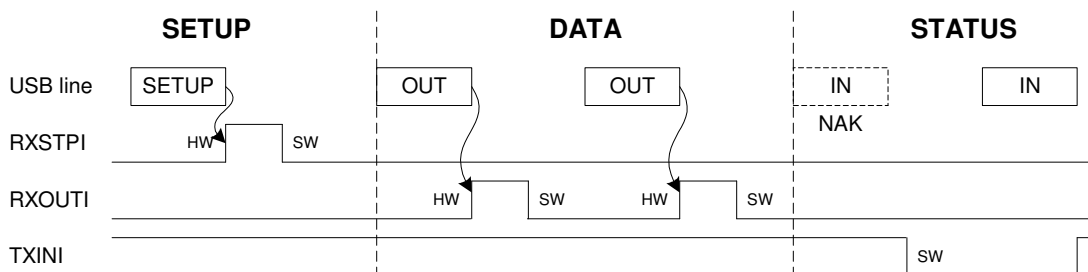 SETUP DATA STATUS
USB line SETUP OUT OUT IN IN
NAK
RXSTPI HW SW
RXOUTI HW SW HW SW
TXINI SW